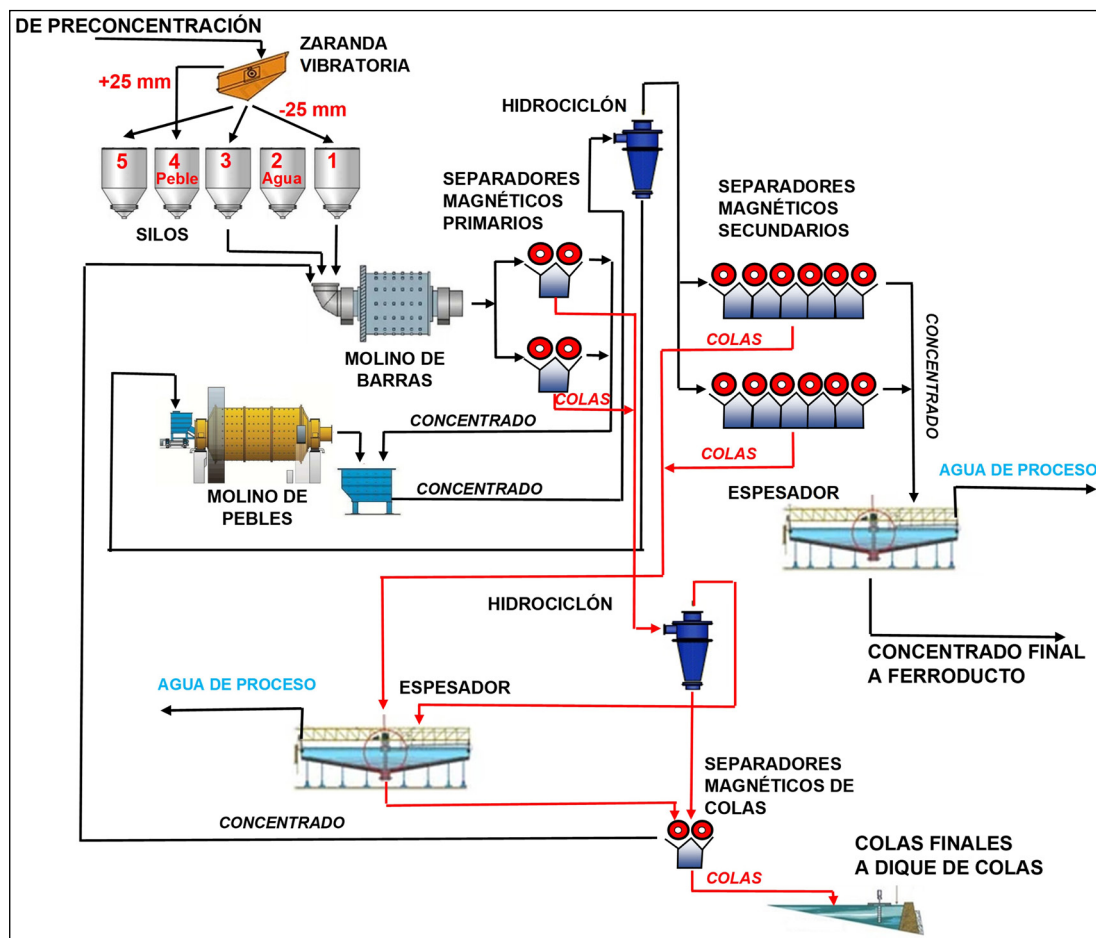 DE PRECONCENTRACIÓN
ZARANDA
VIBRATORIA
+25 mm
-25 mm
HIDROCICLÓN
5
4
Peble
3
2
Agua
1
SILOS
SEPARADORES
MAGNÉTICOS
PRIMARIOS
SEPARADORES
MAGNÉTICOS
SECUNDARIOS
MOLINO DE
BARRAS
COLAS
COLAS
CONCENTRADO
COLAS
CONCENTRADO
CONCENTRADO
MOLINO DE
PEBLES
ESPESADOR
AGUA DE PROCESO
HIDROCICLÓN
CONCENTRADO FINAL
A FERRODUCTO
AGUA DE PROCESO
ESPESADOR
SEPARADORES
MAGNÉTICOS DE
COLAS
CONCENTRADO
COLAS
COLAS FINALES
A DIQUE DE COLAS